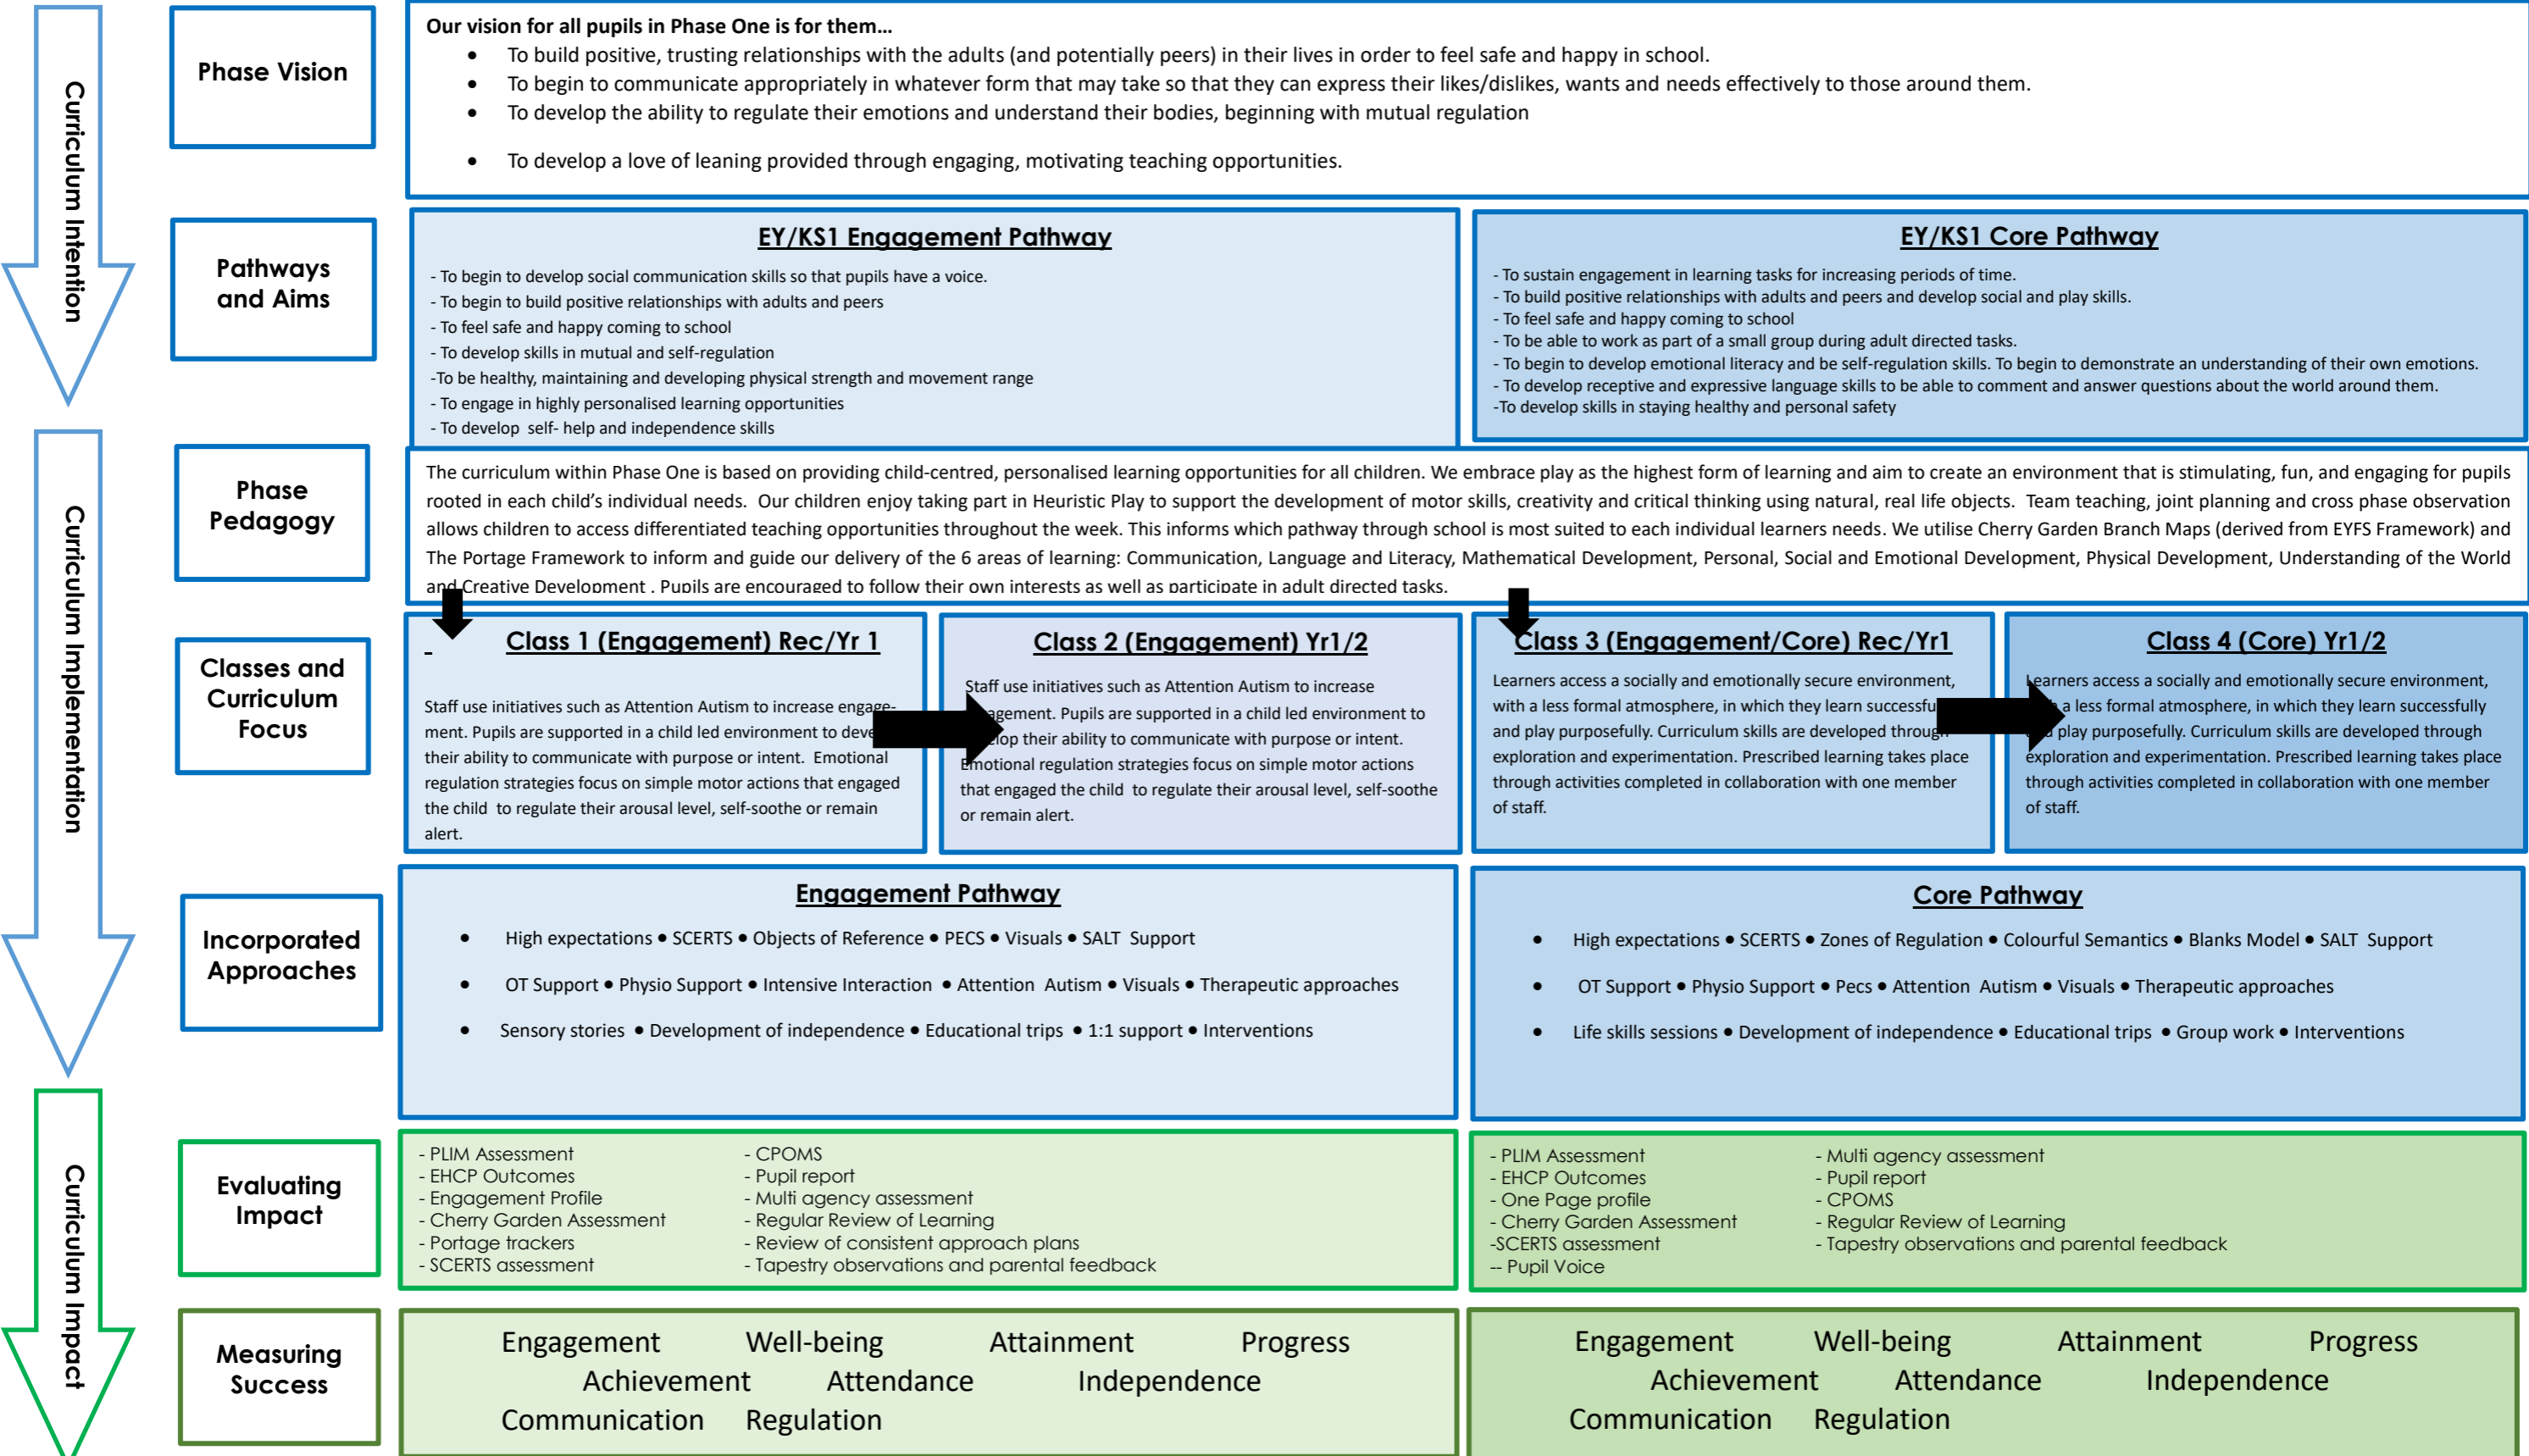 Curriculum Intention
Phase Vision
Our vision for all pupils in Phase One is for them...
• To build positive, trusting relationships with the adults (and potentially peers) in their lives in order to feel safe and happy in school.
• To begin to communicate appropriately in whatever form that may take so that they can express their likes/dislikes, wants and needs effectively to those around them.
• To develop the ability to regulate their emotions and understand their bodies, beginning with mutual regulation
• To develop a love of leaning provided through engaging, motivating teaching opportunities.
Pathways
and Aims
EY/KS1 Engagement Pathway
- To begin to develop social communication skills so that pupils have a voice.
- To begin to build positive relationships with adults and peers
- To feel safe and happy coming to school
- To develop skills in mutual and self-regulation
-To be healthy, maintaining and developing physical strength and movement range
- To engage in highly personalised learning opportunities
- To develop self- help and independence skills
EY/KS1 Core Pathway
- To sustain engagement in learning tasks for increasing periods of time.
- To build positive relationships with adults and peers and develop social and play skills.
- To feel safe and happy coming to school
- To be able to work as part of a small group during adult directed tasks.
- To begin to develop emotional literacy and be self-regulation skills. To begin to demonstrate an understanding of their own emotions.
- To develop receptive and expressive language skills to be able to comment and answer questions about the world around them.
-To develop skills in staying healthy and personal safety
Curriculum Implementation
Phase
Pedagogy
The curriculum within Phase One is based on providing child-centred, personalised learning opportunities for all children. We embrace play as the highest form of learning and aim to create an environment that is stimulating, fun, and engaging for pupils
rooted in each child's individual needs. Our children enjoy taking part in Heuristic Play to support the development of motor skills, creativity and critical thinking using natural, real life objects. Team teaching, joint planning and cross phase observation
allows children to access differentiated teaching opportunities throughout the week. This informs which pathway through school is most suited to each individual learners needs. We utilise Cherry Garden Branch Maps (derived from EYFS Framework) and
The Portage Framework to inform and guide our delivery of the 6 areas of learning: Communication, Language and Literacy, Mathematical Development, Personal, Social and Emotional Development, Physical Development, Understanding of the World
and Creative Development . Pupils are encouraged to follow their own interests as well as participate in adult directed tasks.
Classes and
Curriculum
Focus
Class 1 (Engagement) Rec/Yr 1
Staff use initiatives such as Attention Autism to increase engage-
ment. Pupils are supported in a child led environment to
their ability to communicate with purpose or intent. Emotional
regulation strategies focus on simple motor actions that engaged
the child to regulate their arousal level, self-soothe or remain
alert.
Class 2 (Engagement) Yr1/2
Staff use initiatives such as Attention Autism to increase
Pupils are supported in a child led environment to
their ability to communicate with purpose or intent.
Emotional regulation strategies focus on simple motor actions
that engaged the child to regulate their arousal level, self-soothe
or remain alert.
Class 3 (Engagement/Core) Rec/Yr1
Learners access a socially and emotionally secure environment,
with a less formal atmosphere, in which they learn
and play purposefully. Curriculum skills are developed through
exploration and experimentation. Prescribed learning takes place
through activities completed in collaboration with one member
of staff.
Class 4 (Core) Yr1/2
Learners access a socially and emotionally secure environment,
a less formal atmosphere, in which they learn successfully
play purposefully. Curriculum skills are developed through
exploration and experimentation. Prescribed learning takes place
through activities completed in collaboration with one member
of staff.
Incorporated
Approaches
Engagement Pathway
• High expectations • SCERTS • Objects of Reference • PECS • Visuals • SALT Support
• OT Support • Physio Support • Intensive Interaction • Attention Autism • Visuals • Therapeutic approaches
• Sensory stories • Development of independence • Educational trips • 1:1 support • Interventions
Core Pathway
• High expectations • SCERTS • Zones of Regulation • Colourful Semantics • Blanks Model • SALT Support
• OT Support • Physio Support • Pecs • Attention Autism • Visuals • Therapeutic approaches
• Life skills sessions • Development of independence • Educational trips • Group work • Interventions
Curriculum Impact
Evaluating
Impact
- PLIM Assessment
- EHCP Outcomes
- Engagement Profile
- Cherry Garden Assessment
- Portage trackers
- SCERTS assessment
- CPOMS
- Pupil report
- Multi agency assessment
- Regular Review of Learning
- Review of consistent approach plans
- Tapestry observations and parental feedback
- PLIM Assessment
- EHCP Outcomes
- One Page profile
- Cherry Garden Assessment
-SCERTS assessment
-- Pupil Voice
- Multi agency assessment
- Pupil report
- CPOMS
- Regular Review of Learning
- Tapestry observations and parental feedback
Measuring
Success
Engagement Well-being Attainment Progress
Achievement Attendance Independence
Communication Regulation
Engagement Well-being Attainment Progress
Achievement Attendance Independence
Communication Regulation